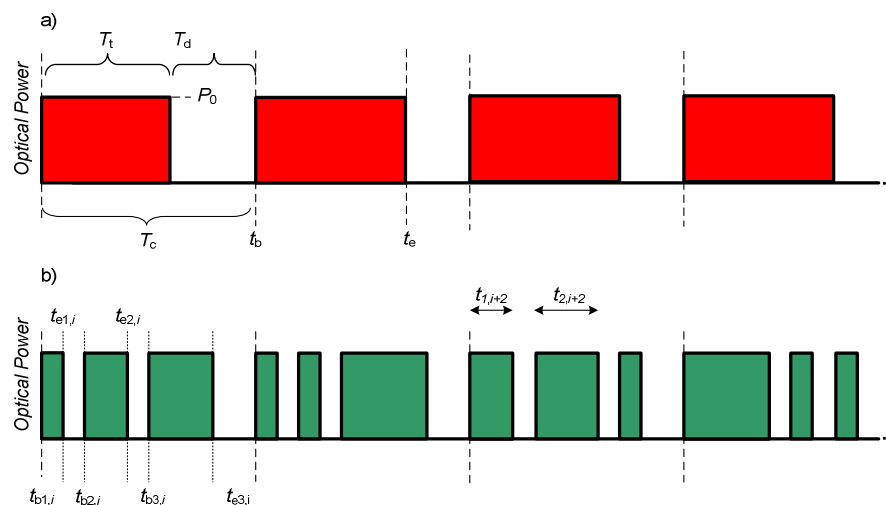 a)
Tt Td
Optical Power
P0
Tc tb te
b)
te1,i te2,i t1,i+2 t2,i+2
Optical Power
tb1,i tb2,i tb3,i te3,i